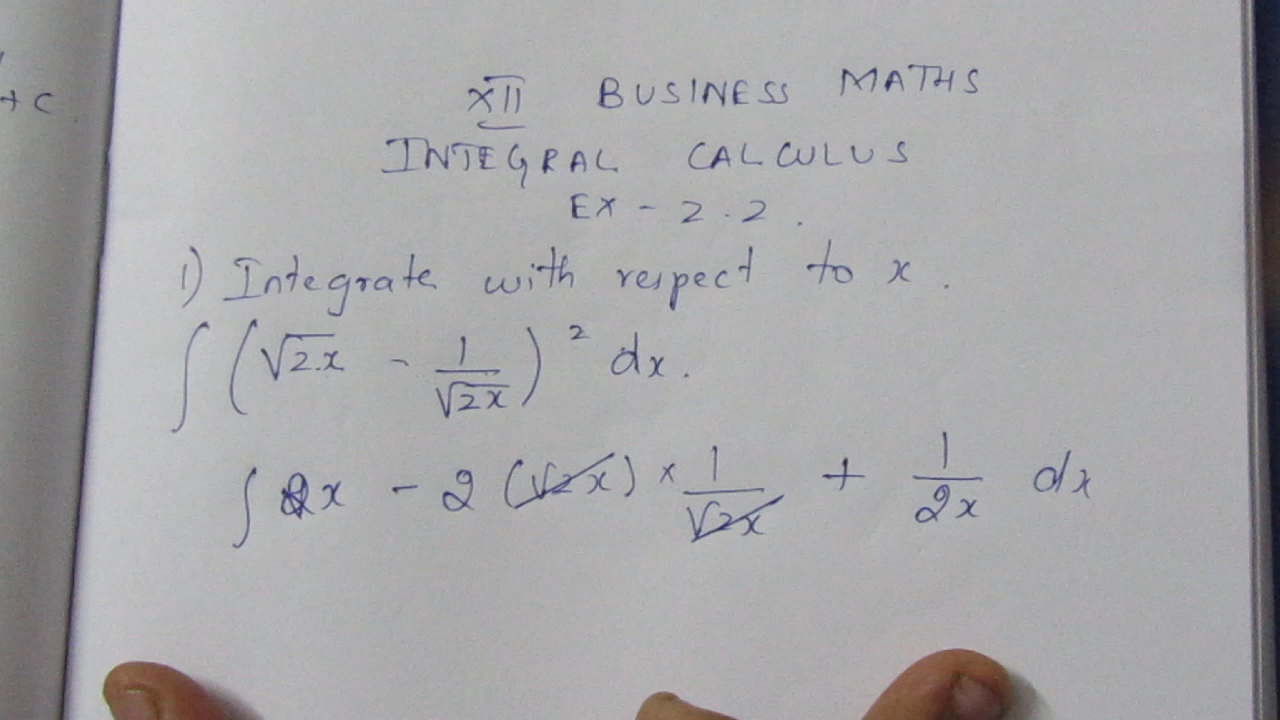 + c
XII BUSINESS MATHS
INTEGRAL CALCULUS
EX - 2.2.
1) Integrate with respect to x.
∫ (√2x - 1/√2x)² dx.
∫ 2x - 2 (√2x) × 1/√2x + 1/2x dx